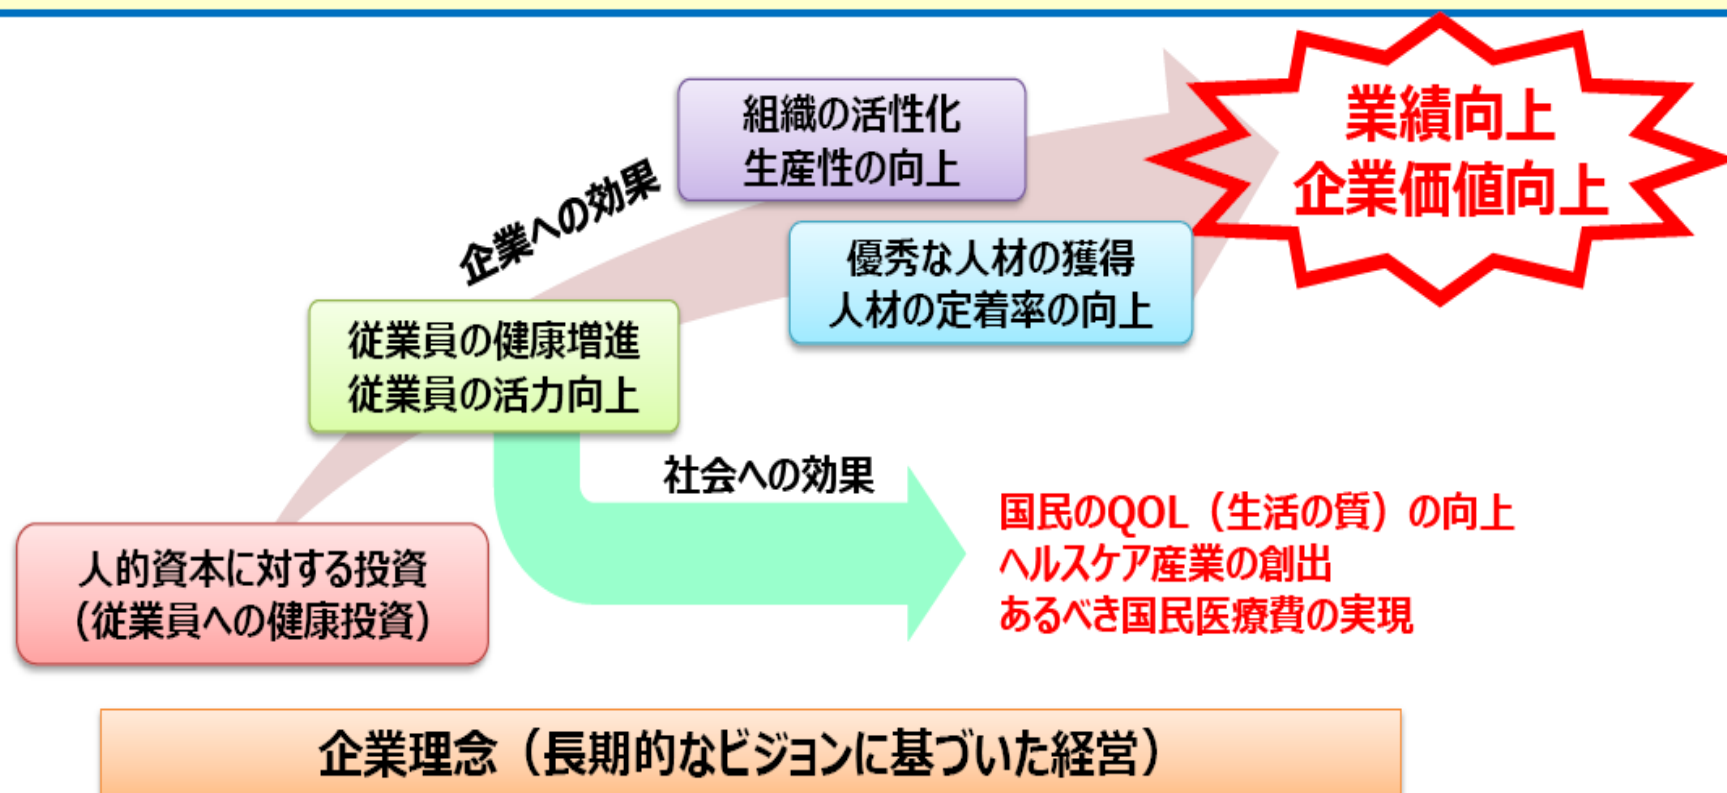 業績向上
企業価値向上
組織の活性化
生産性の向上
企業への効果
優秀な人材の獲得
人材の定着率の向上
従業員の健康増進
従業員の活力向上
社会への効果
国民のQOL（生活の質）の向上
ヘルスケア産業の創出
あるべき国民医療費の実現
人的資本に対する投資
(従業員への健康投資)
企業理念（長期的なビジョンに基づいた経営）